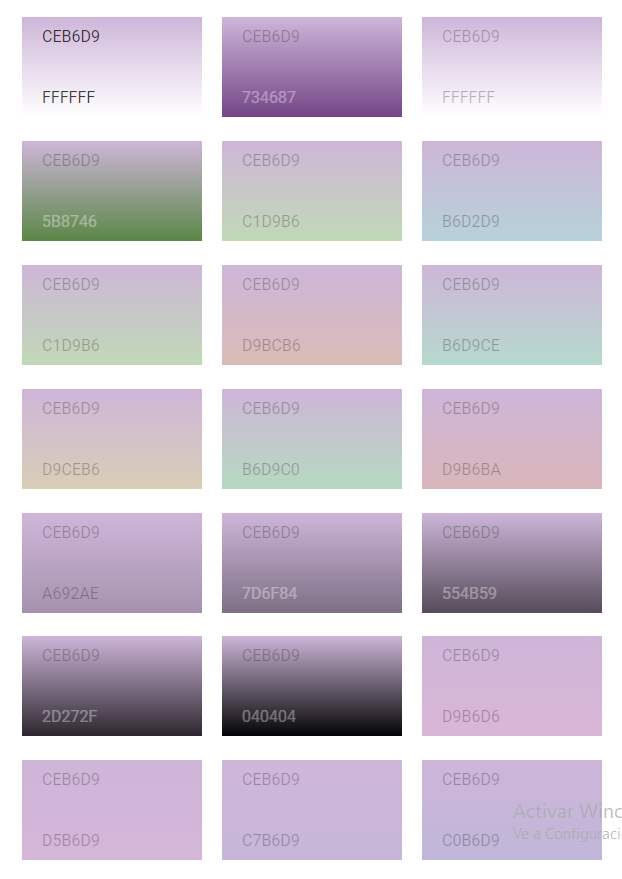 CEB6D9 CEB6D9 CEB6D9
FFFFFF 734687 FFFFFF
CEB6D9 CEB6D9 CEB6D9
5B8746 C1D9B6 B6D2D9
CEB6D9 CEB6D9 CEB6D9
C1D9B6 D9BCB6 B6D9CE
CEB6D9 CEB6D9 CEB6D9
D9CEB6 B6D9C0 D9B6BA
CEB6D9 CEB6D9 CEB6D9
A692AE 7D6F84 554B59
CEB6D9 CEB6D9 CEB6D9
2D272F 040404 D9B6D6
CEB6D9 CEB6D9 CEB6D9
Activar Winc
Ve a Configuraci
D5B6D9 C7B6D9 C0B6D9